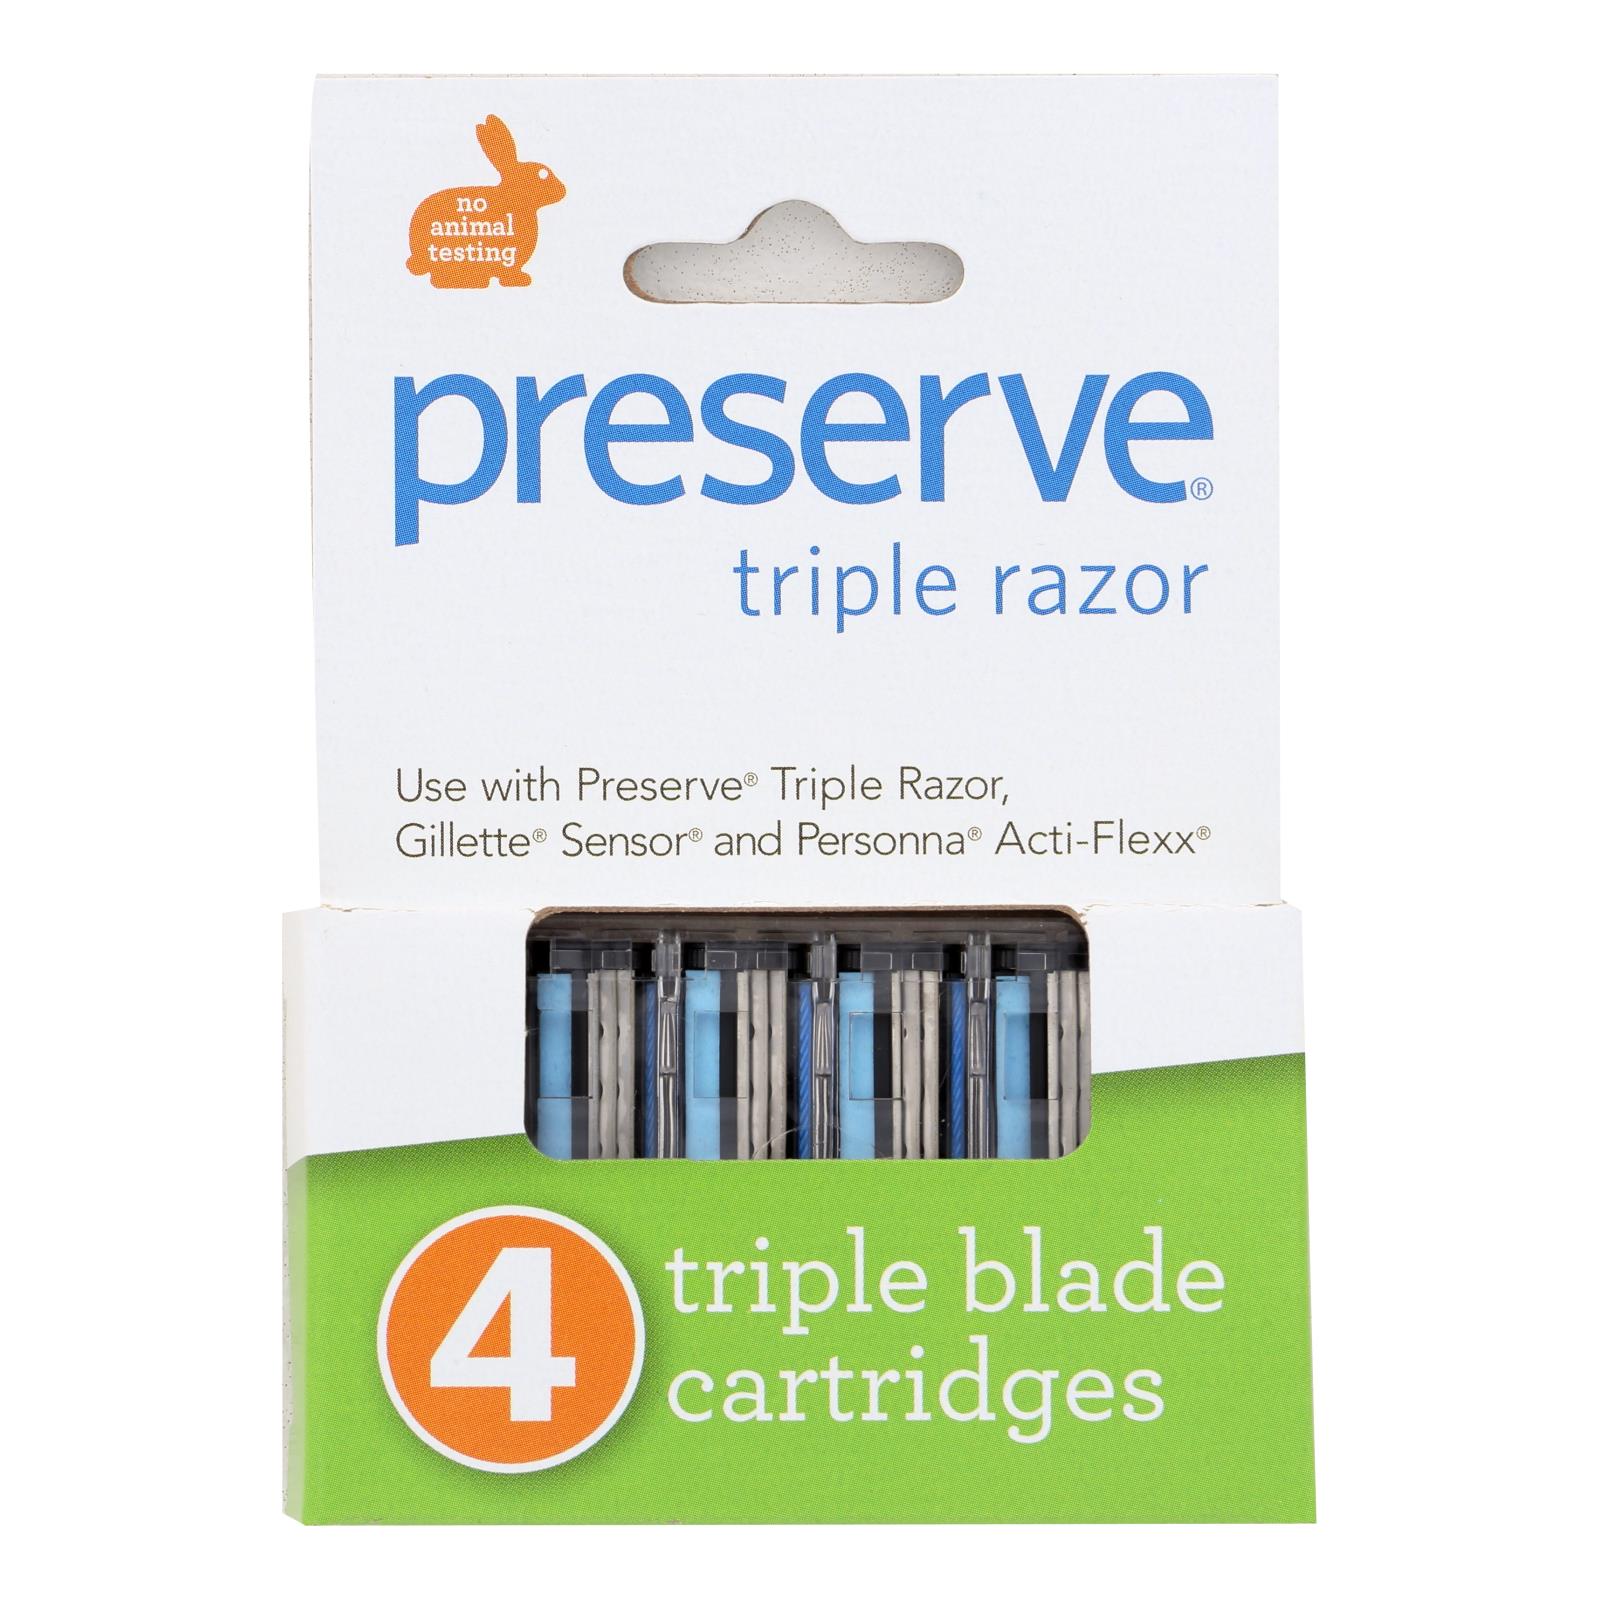 no
animal
testing
preserve®
triple razor
Use with Preserve® Triple Razor,
Gillette® Sensor® and Personna® Acti-Flexx®
4
triple blade
cartridges